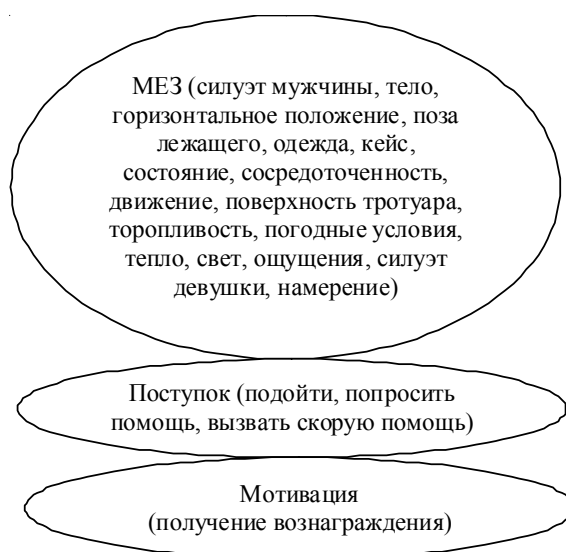 МЕЗ (силуэт мужчины, тело,
горизонтальное положение, поза
лежащего, одежда, кейс,
состояние, сосредоточенность,
движение, поверхность тротуара,
торопливость, погодные условия,
тепло, свет, ощущения, силуэт
девушки, намерение)
Поступок (подойти, попросить
помощь, вызвать скорую помощь)
Мотивация
(получение вознаграждения)